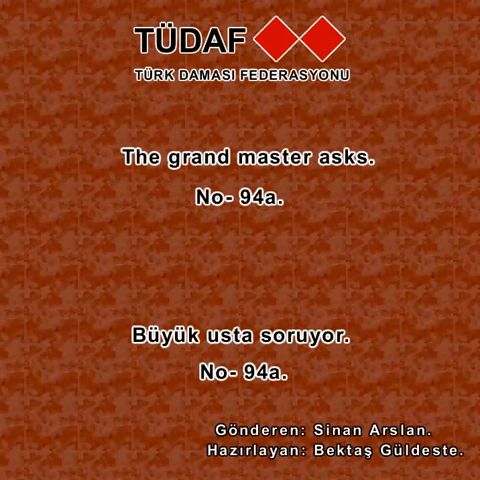 TÜDAF
TÜRK DAMASI FEDERASYONU
The grand master asks.
No- 94a.
Büyük usta soruyor.
No- 94a.
Gönderen: Sinan Arslan.
Hazırlayan: Bektaş Güldeste.